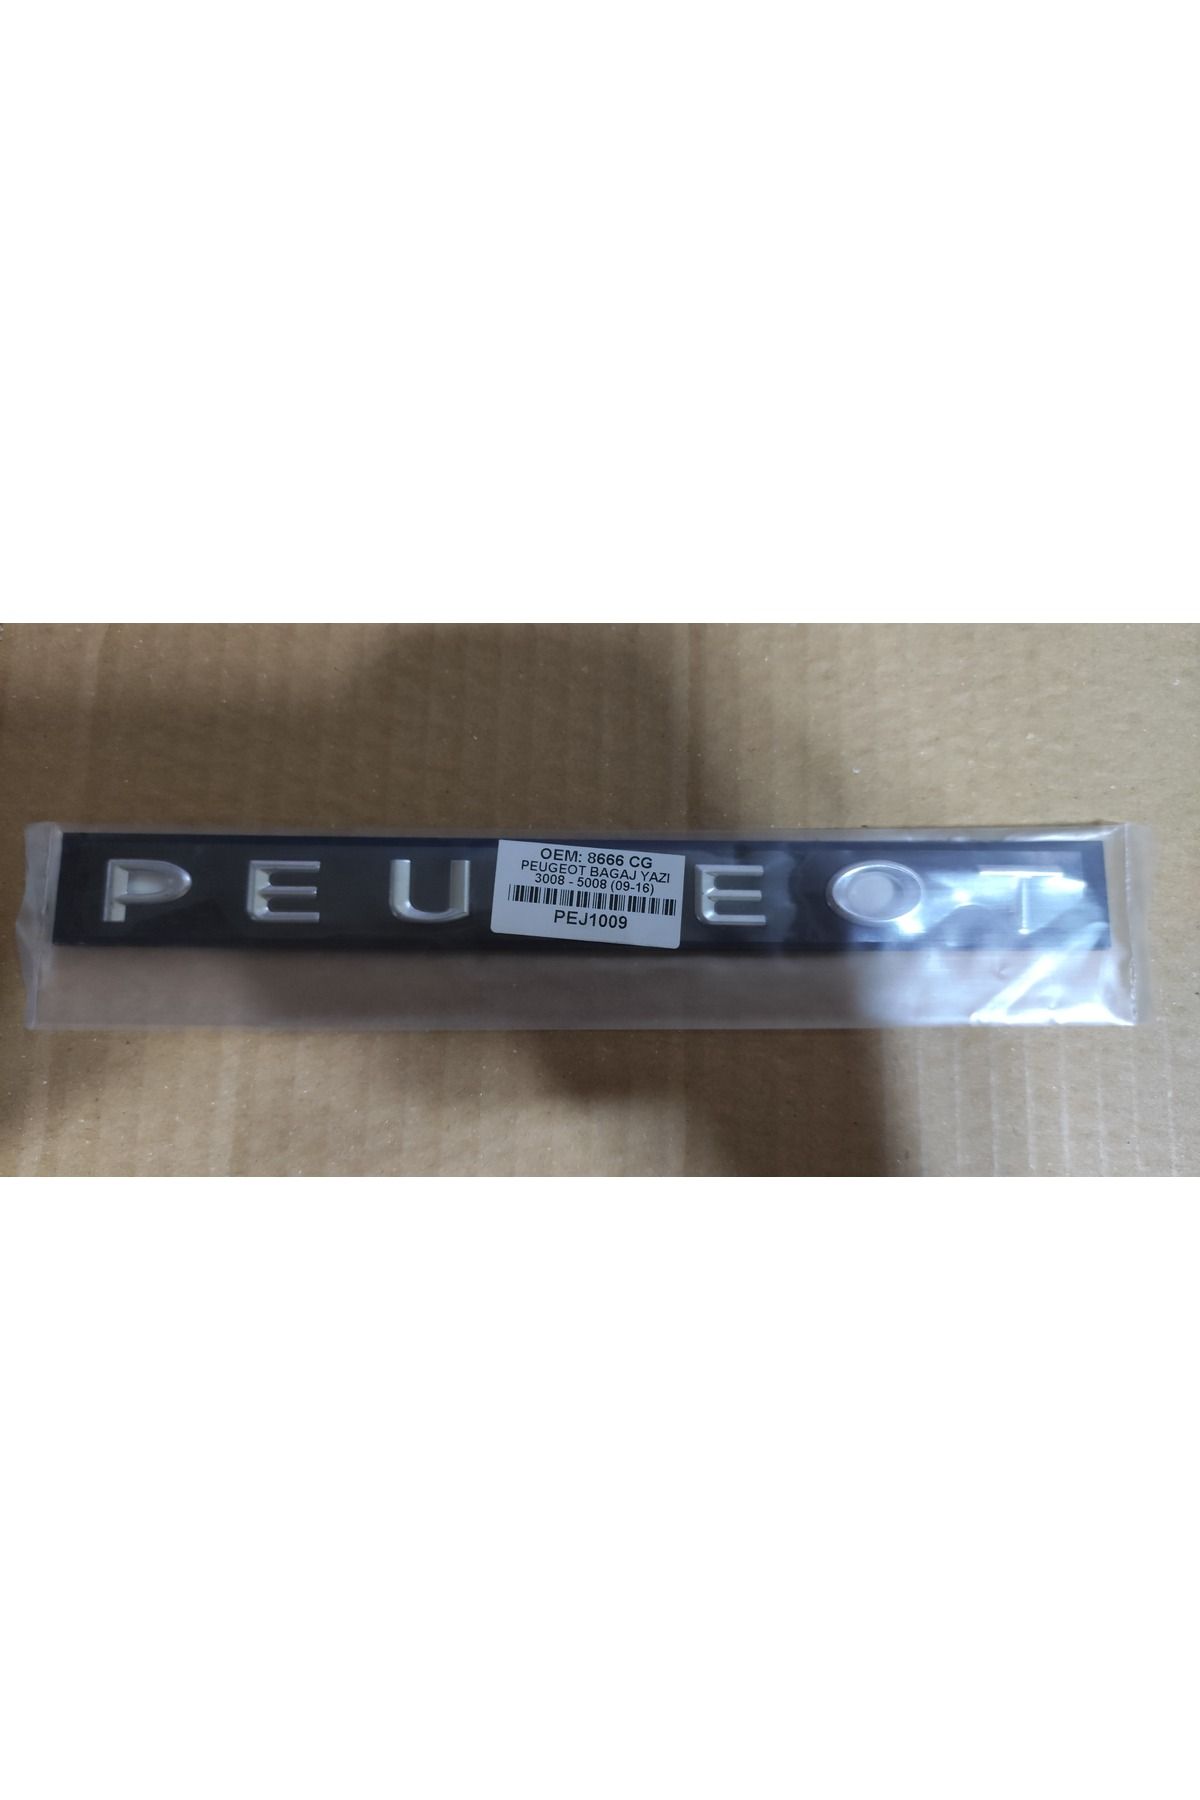 PEU EOT
OEM: 8666 CG
PEUGEOT BAGAJ YAZI
3008 - 5008 (09-16)
PEJ1009